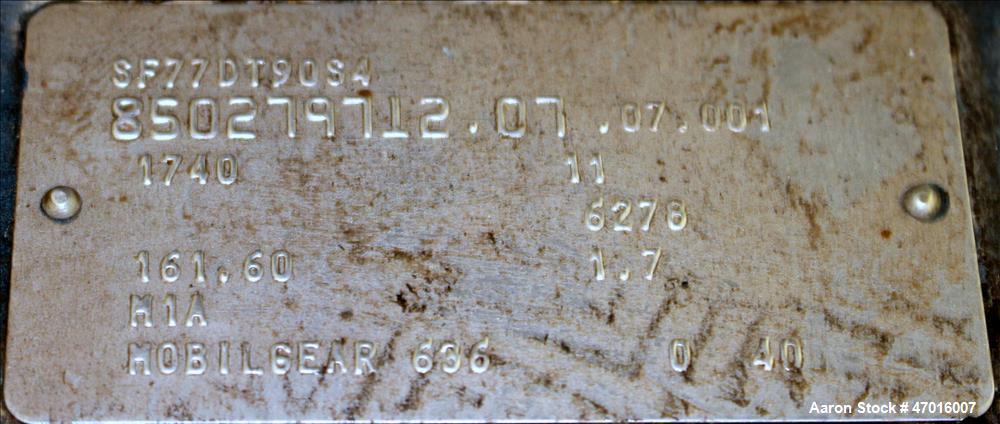 SF77DT90S4
850279712.07 .07.001
1740 11
6278
161,60 1.7
M1A
MOBILGEAR 636 0 40
Aaron Stock # 47016007